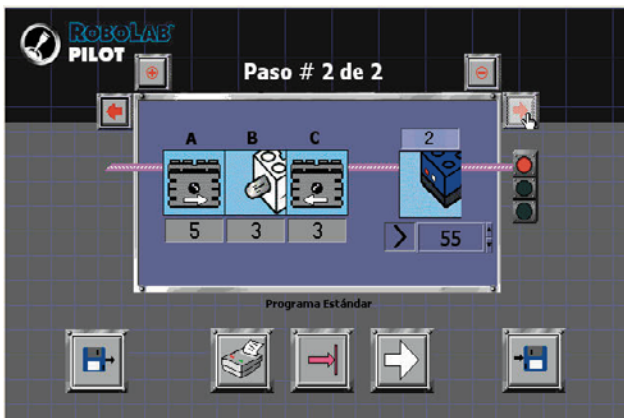 ROBOLAB
PILOT
Paso # 2 de 2
A B C
2
5 3 3
> 55
Programa Estándar